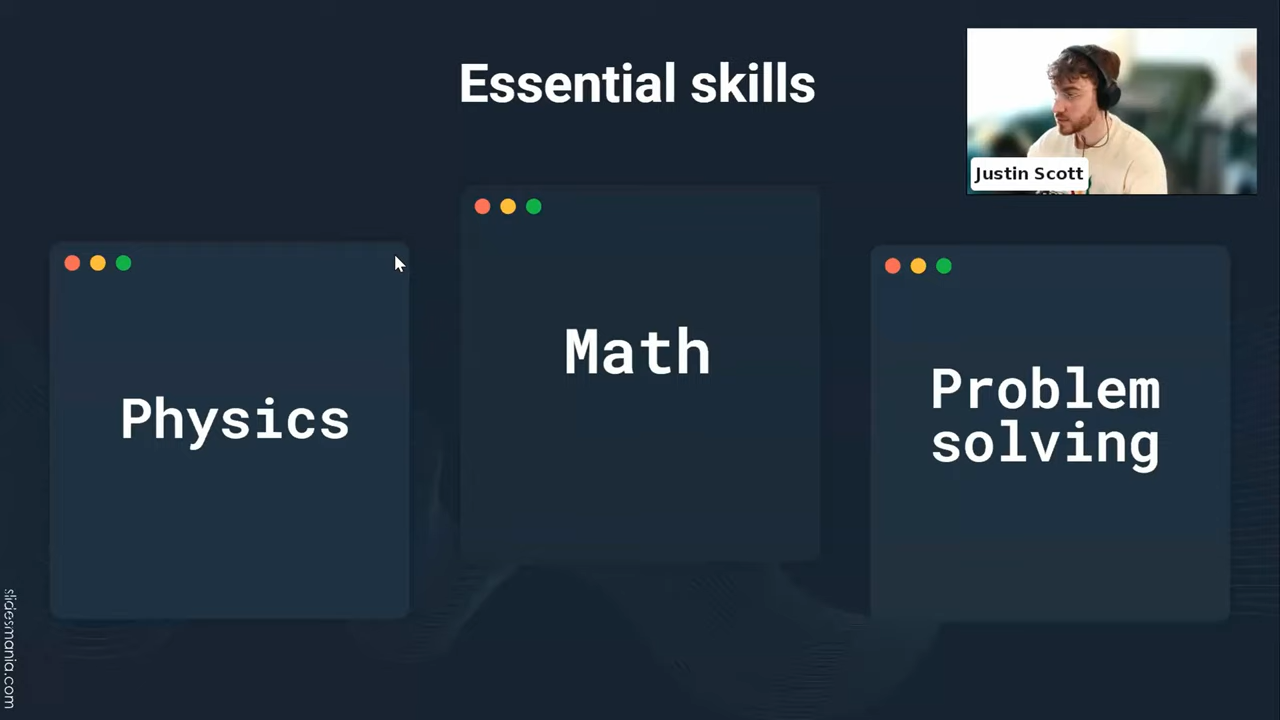 Essential skills
Justin Scott
Physics
Math
Problem
solving
slidesmania.com